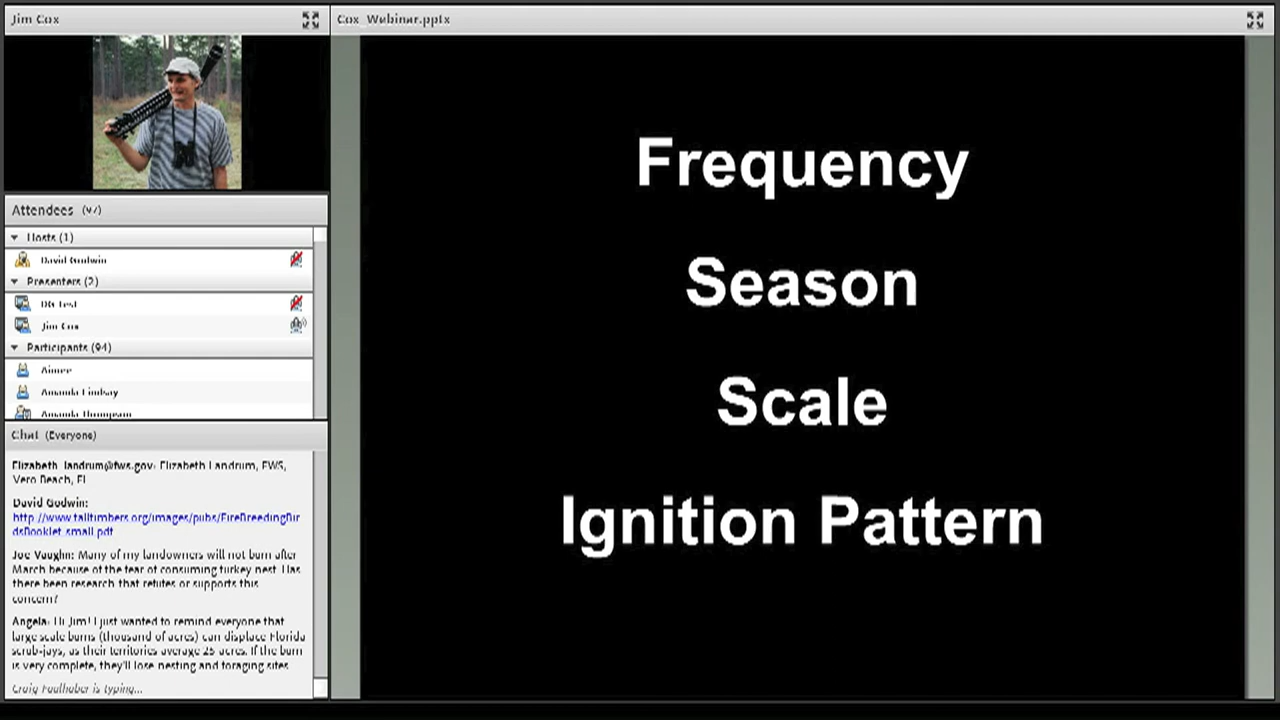 Jim Cox
Cox_Webinar.pptx
Attendees (97)
Hosts (1)
David Godwin
Presenters (2)
DG Test
Jim Cox
Participants (94)
Aimee
Amanda Lindsay
Amanda Thompson
Chat (Everyone)
Elizabeth_landrum@fws.gov: Elizabeth Landrum, FWS,
Vero Beach, FL
David Godwin:
http://www.talltimbers.org/images/pubs/FireBreedingBir
dsBooklet_small.pdf
Joe Vaughn: Many of my landowners will not burn after
March because of the fear of consuming turkey nest. Has
there been research that refutes or supports this
concern?
Angela: Hi Jim! I just wanted to remind everyone that
large scale burns (thousand of acres) can displace Florida
scrub-jays, as their territories average 25 acres. If the burn
is very complete, they'll lose nesting and foraging sites
Craig Faulhaber is typing...
Frequency
Season
Scale
Ignition Pattern